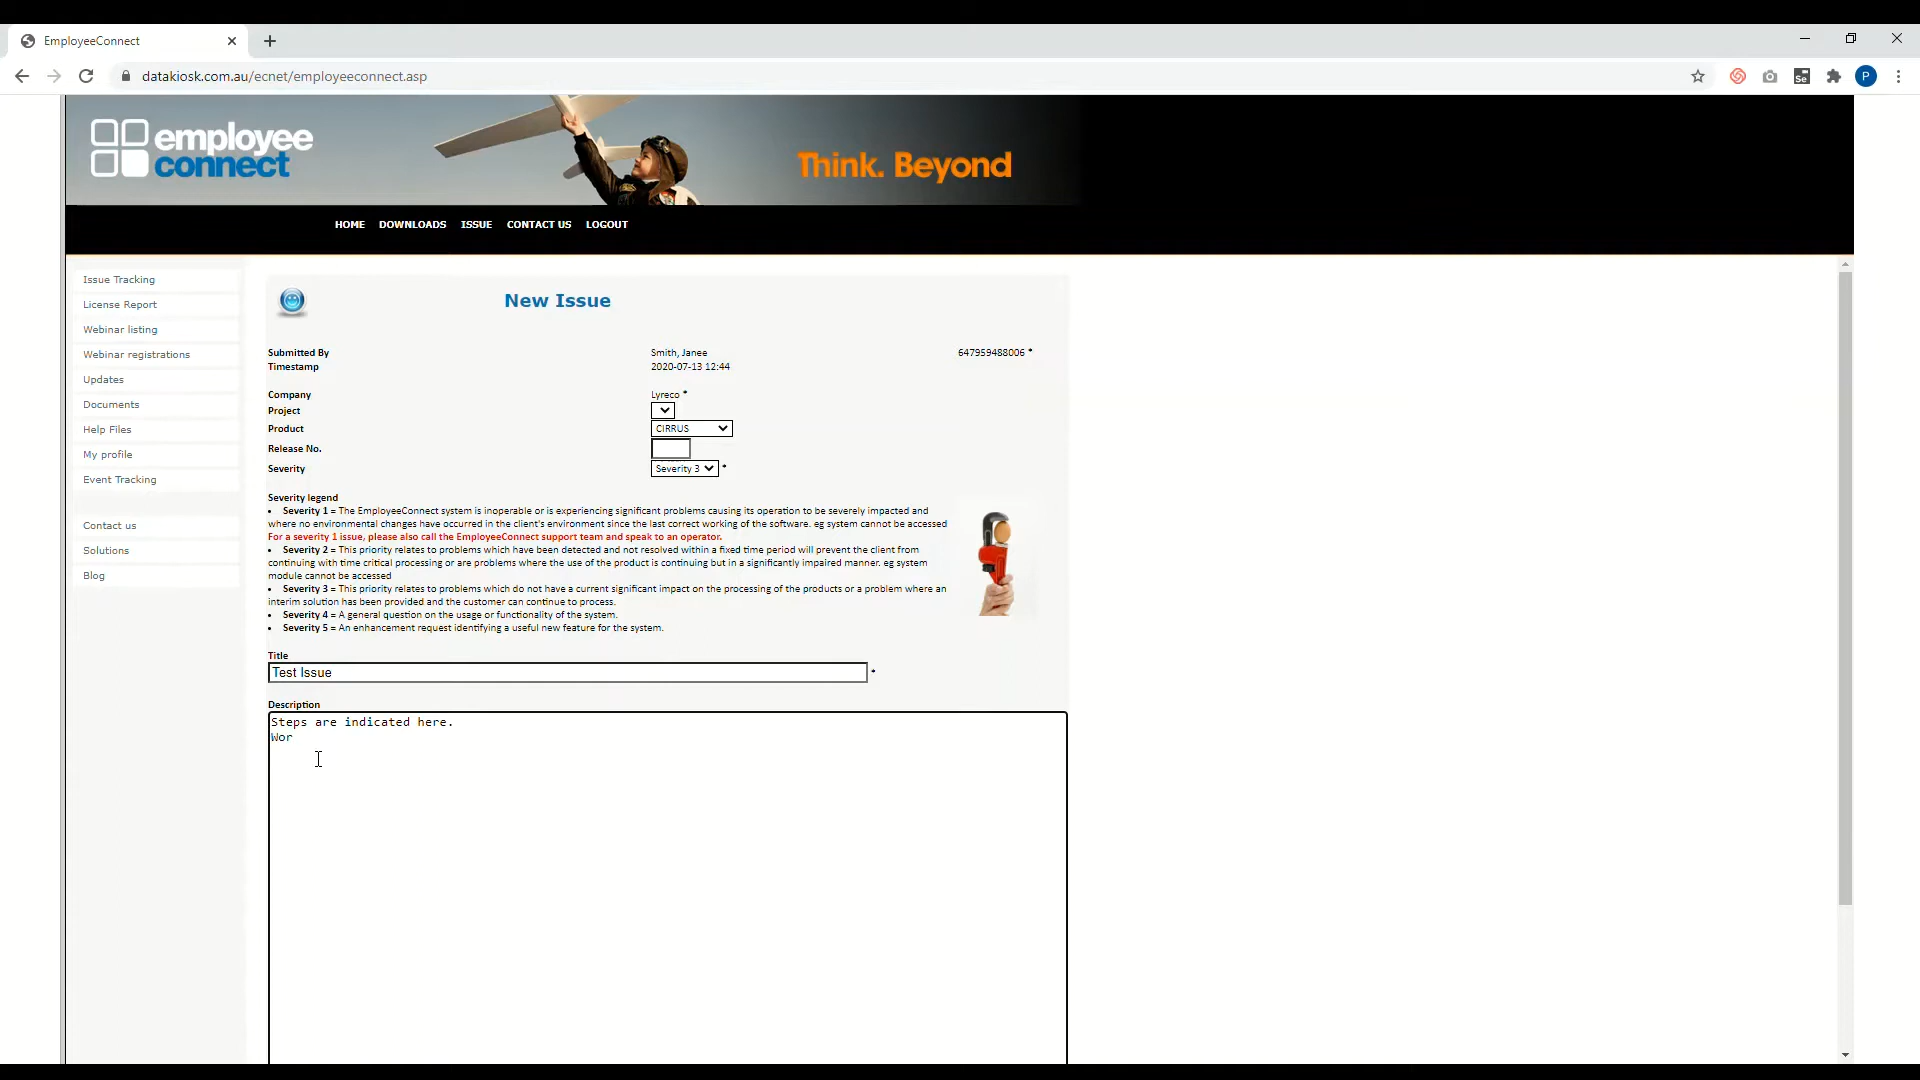 EmployeeConnect
datakiosk.com.au/ecnet/employeeconnect.asp
Se
P
employee
connect
Think. Beyond
HOME DOWNLOADS ISSUE CONTACT US LOGOUT
Issue Tracking
License Report
Webinar listing
Webinar registrations
Updates
Documents
Help Files
My profile
Event Tracking
Contact us
Solutions
Blog
New Issue
Submitted By Smith, Janee 647959488006 *
Timestamp 2020-07-13 12:44
Company Lyreco *
Project
Product CIRRUS
Release No.
Severity Severity 3 *
Severity legend
• Severity 1 = The EmployeeConnect system is inoperable or is experiencing significant problems causing its operation to be severely impacted and
where no environmental changes have occurred in the client's environment since the last correct working of the software. eg system cannot be accessed
For a severity 1 issue, please also call the EmployeeConnect support team and speak to an operator.
• Severity 2 = This priority relates to problems which have been detected and not resolved within a fixed time period will prevent the client from
continuing with time critical processing or are problems where the use of the product is continuing but in a significantly impaired manner. eg system
module cannot be accessed
• Severity 3 = This priority relates to problems which do not have a current significant impact on the processing of the products or a problem where an
interim solution has been provided and the customer can continue to process.
• Severity 4 = A general question on the usage or functionality of the system.
• Severity 5 = An enhancement request identifying a useful new feature for the system.
Title
Test Issue *
Description
Steps are indicated here.
Wor